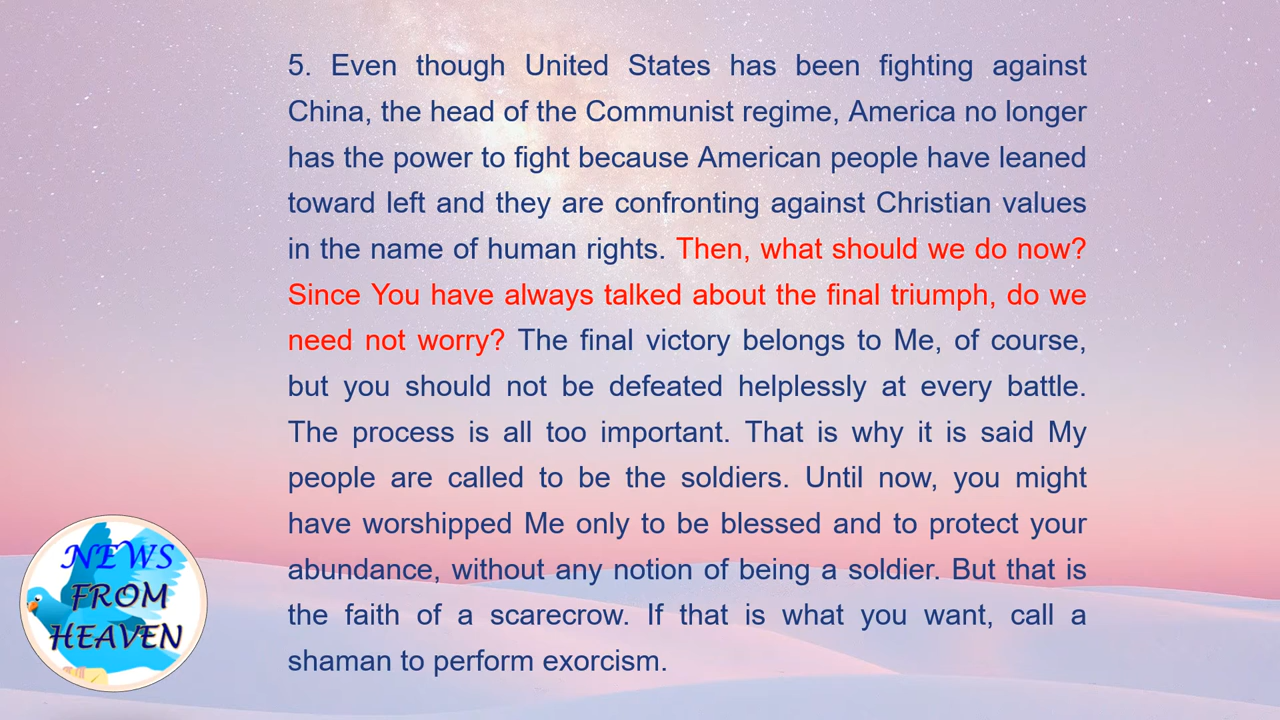 5. Even though United States has been fighting against
China, the head of the Communist regime, America no longer
has the power to fight because American people have leaned
toward left and they are confronting against Christian values
in the name of human rights. Then, what should we do now?
Since You have always talked about the final triumph, do we
need not worry? The final victory belongs to Me, of course,
but you should not be defeated helplessly at every battle.
The process is all too important. That is why it is said My
people are called to be the soldiers. Until now, you might
have worshipped Me only to be blessed and to protect your
abundance, without any notion of being a soldier. But that is
the faith of a scarecrow. If that is what you want, call a
shaman to perform exorcism.
NEWS
FROM
HEAVEN